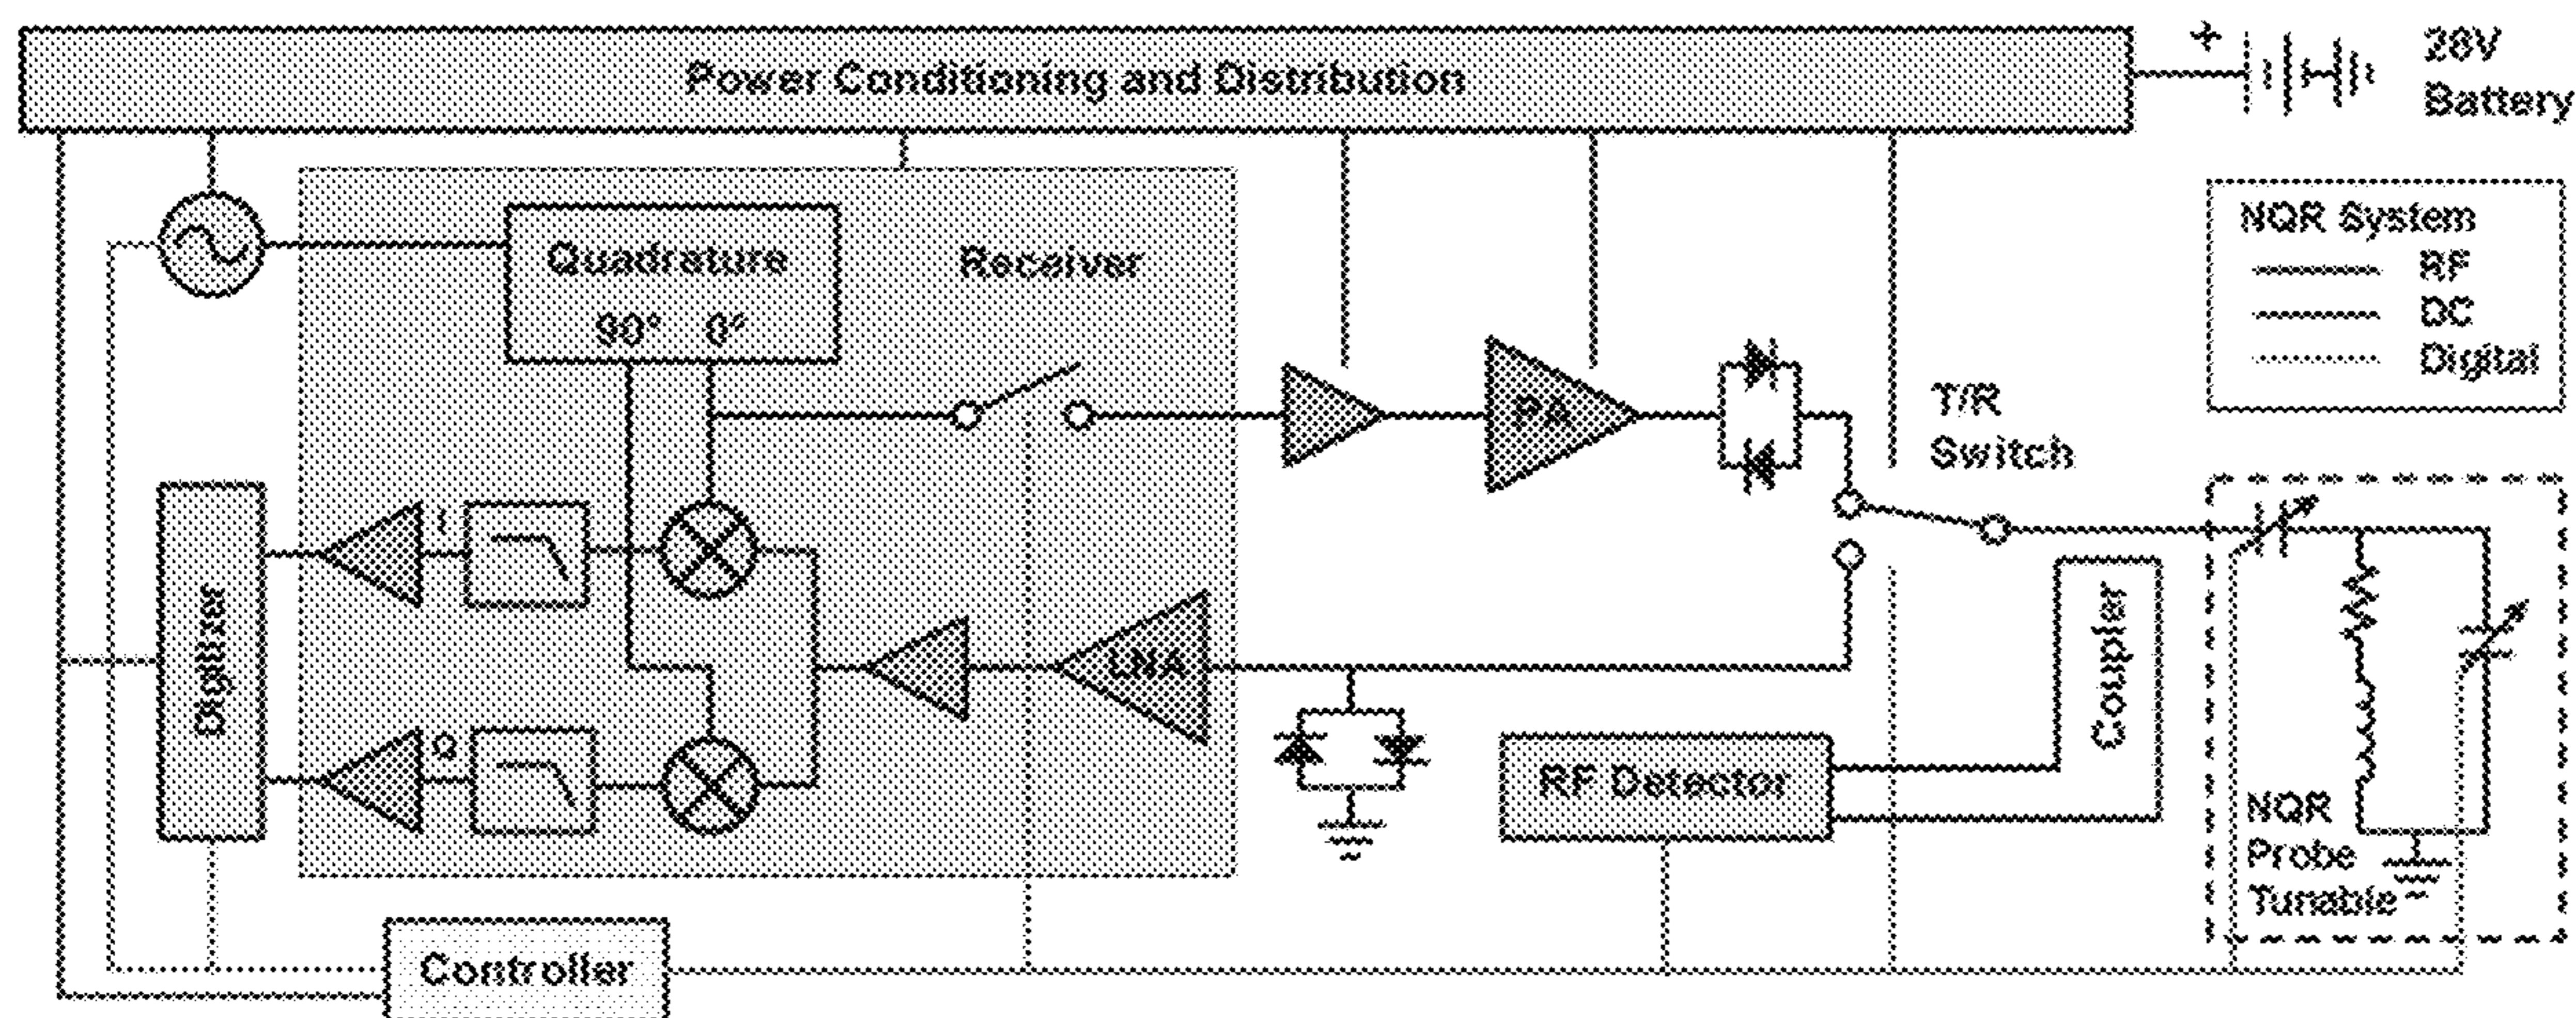 Power Conditioning and Distribution
+
28V
Battery
NQR System
RF
DC
Digital
Quadrature
90° 0°
Receiver
PA
T/R
Switch
I
Digitizer
LNA
Coupler
Q
RF Detector
NQR
Probe
Tunable
Controller